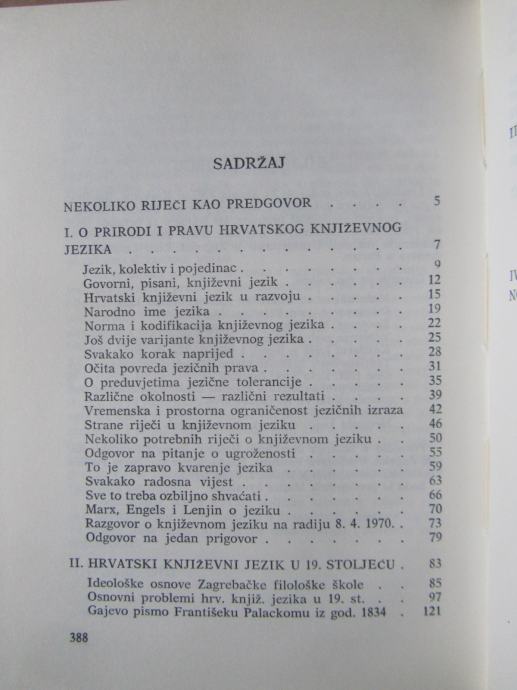 SADRŽAJ
NEKOLIKO RIJEČI KAO PREDGOVOR . . . . 5
I. O PRIRODI I PRAVU HRVATSKOG KNJIŽEVNOG
JEZIKA . . . . . . . . . . . . . 7
Jezik, kolektiv i pojedinac . . . . . . . 9
Govorni, pisani, književni jezik . . . . . 12
Hrvatski književni jezik u razvoju . . . . 15
Narodno ime jezika . . . . . . . . 19
Norma i kodifikacija književnog jezika . . . 22
Još dvije varijante književnog jezika . . . . 25
Svakako korak naprijed . . . . . . . 28
Očita povreda jezičnih prava . . . . . . 31
O preduvjetima jezične tolerancije . . . . 35
Različne okolnosti — različni rezultati . . . 39
Vremenska i prostorna ograničenost jezičnih izraza 42
Strane riječi u književnom jeziku . . . . 46
Nekoliko potrebnih riječi o književnom jeziku . . 50
Odgovor na pitanje o ugroženosti . . . . 55
To je zapravo kvarenje jezika . . . . . 59
Svakako radosna vijest . . . . . . . 63
Sve to treba ozbiljno shvaćati . . . . . . 66
Marx, Engels i Lenjin o jeziku . . . . . 70
Razgovor o književnom jeziku na radiju 8. 4. 1970. . 73
Odgovor na jedan prigovor . . . . . . 79
II. HRVATSKI KNJIŽEVNI JEZIK U 19. STOLJEĆU . 83
Ideološke osnove Zagrebačke filološke škole . . 85
Osnovni problemi hrv. knjiž. jezika u 19. st. . . 97
Gajevo pismo Františeku Palackomu iz god. 1834 . 121
388